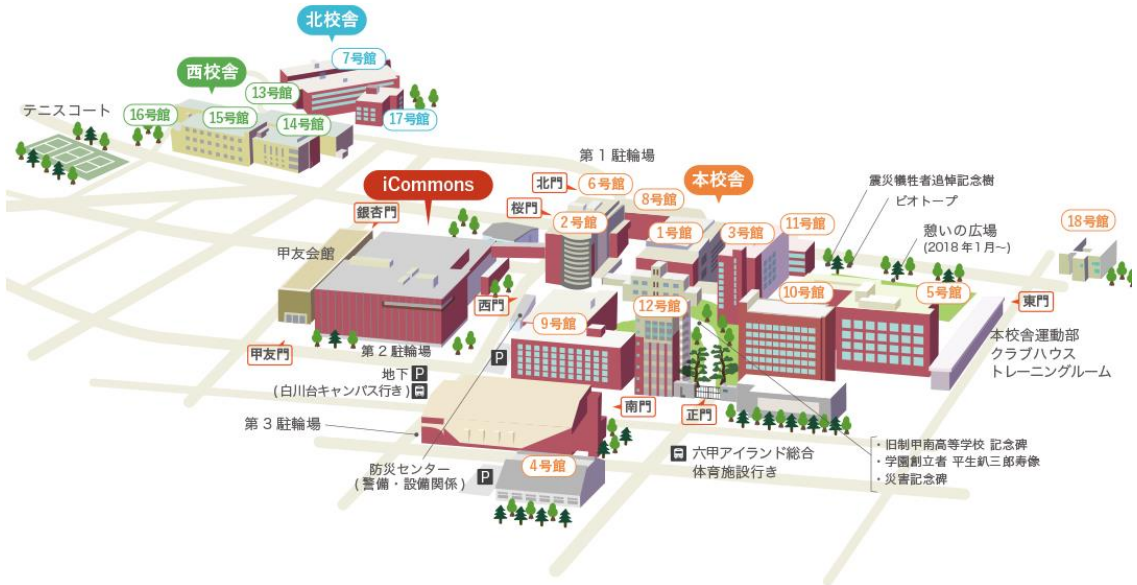 北校舎
7号館
西校舎
13号館
テニスコート
16号館
15号館
14号館
17号館
第1駐輪場
iCommons
北門
6号館
本校舎
震災犠牲者追悼記念樹
ビオトープ
銀杏門
桜門
2号館
8号館
1号館
3号館
11号館
憩いの広場
(2018年1月~)
18号館
甲友会館
西門
9号館
12号館
10号館
5号館
東門
本校舎運動部
クラブハウス
トレーニングルーム
甲友門
第2駐輪場
P
地下 P
(白川台キャンパス行き)
第3駐輪場
南門
正門
防災センター
(警備・設備関係)
P
4号館
六甲アイランド総合
体育施設行き
・旧制甲南高等学校 記念碑
・学園創立者 平生釟三郎寿像
・災害記念碑